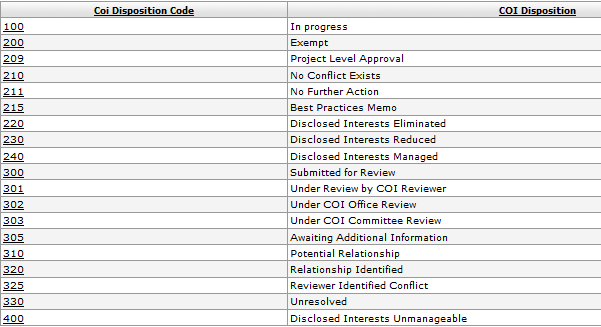 Coi Disposition Code COI Disposition
100 In progress
200 Exempt
209 Project Level Approval
210 No Conflict Exists
211 No Further Action
215 Best Practices Memo
220 Disclosed Interests Eliminated
230 Disclosed Interests Reduced
240 Disclosed Interests Managed
300 Submitted for Review
301 Under Review by COI Reviewer
302 Under COI Office Review
303 Under COI Committee Review
305 Awaiting Additional Information
310 Potential Relationship
320 Relationship Identified
325 Reviewer Identified Conflict
330 Unresolved
400 Disclosed Interests Unmanageable